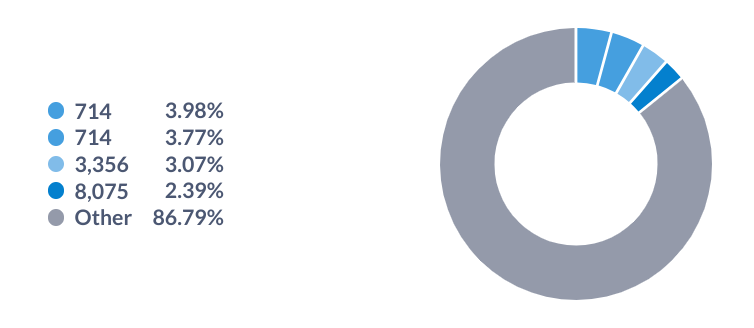 714 3.98%
714 3.77%
3,356 3.07%
8,075 2.39%
Other 86.79%